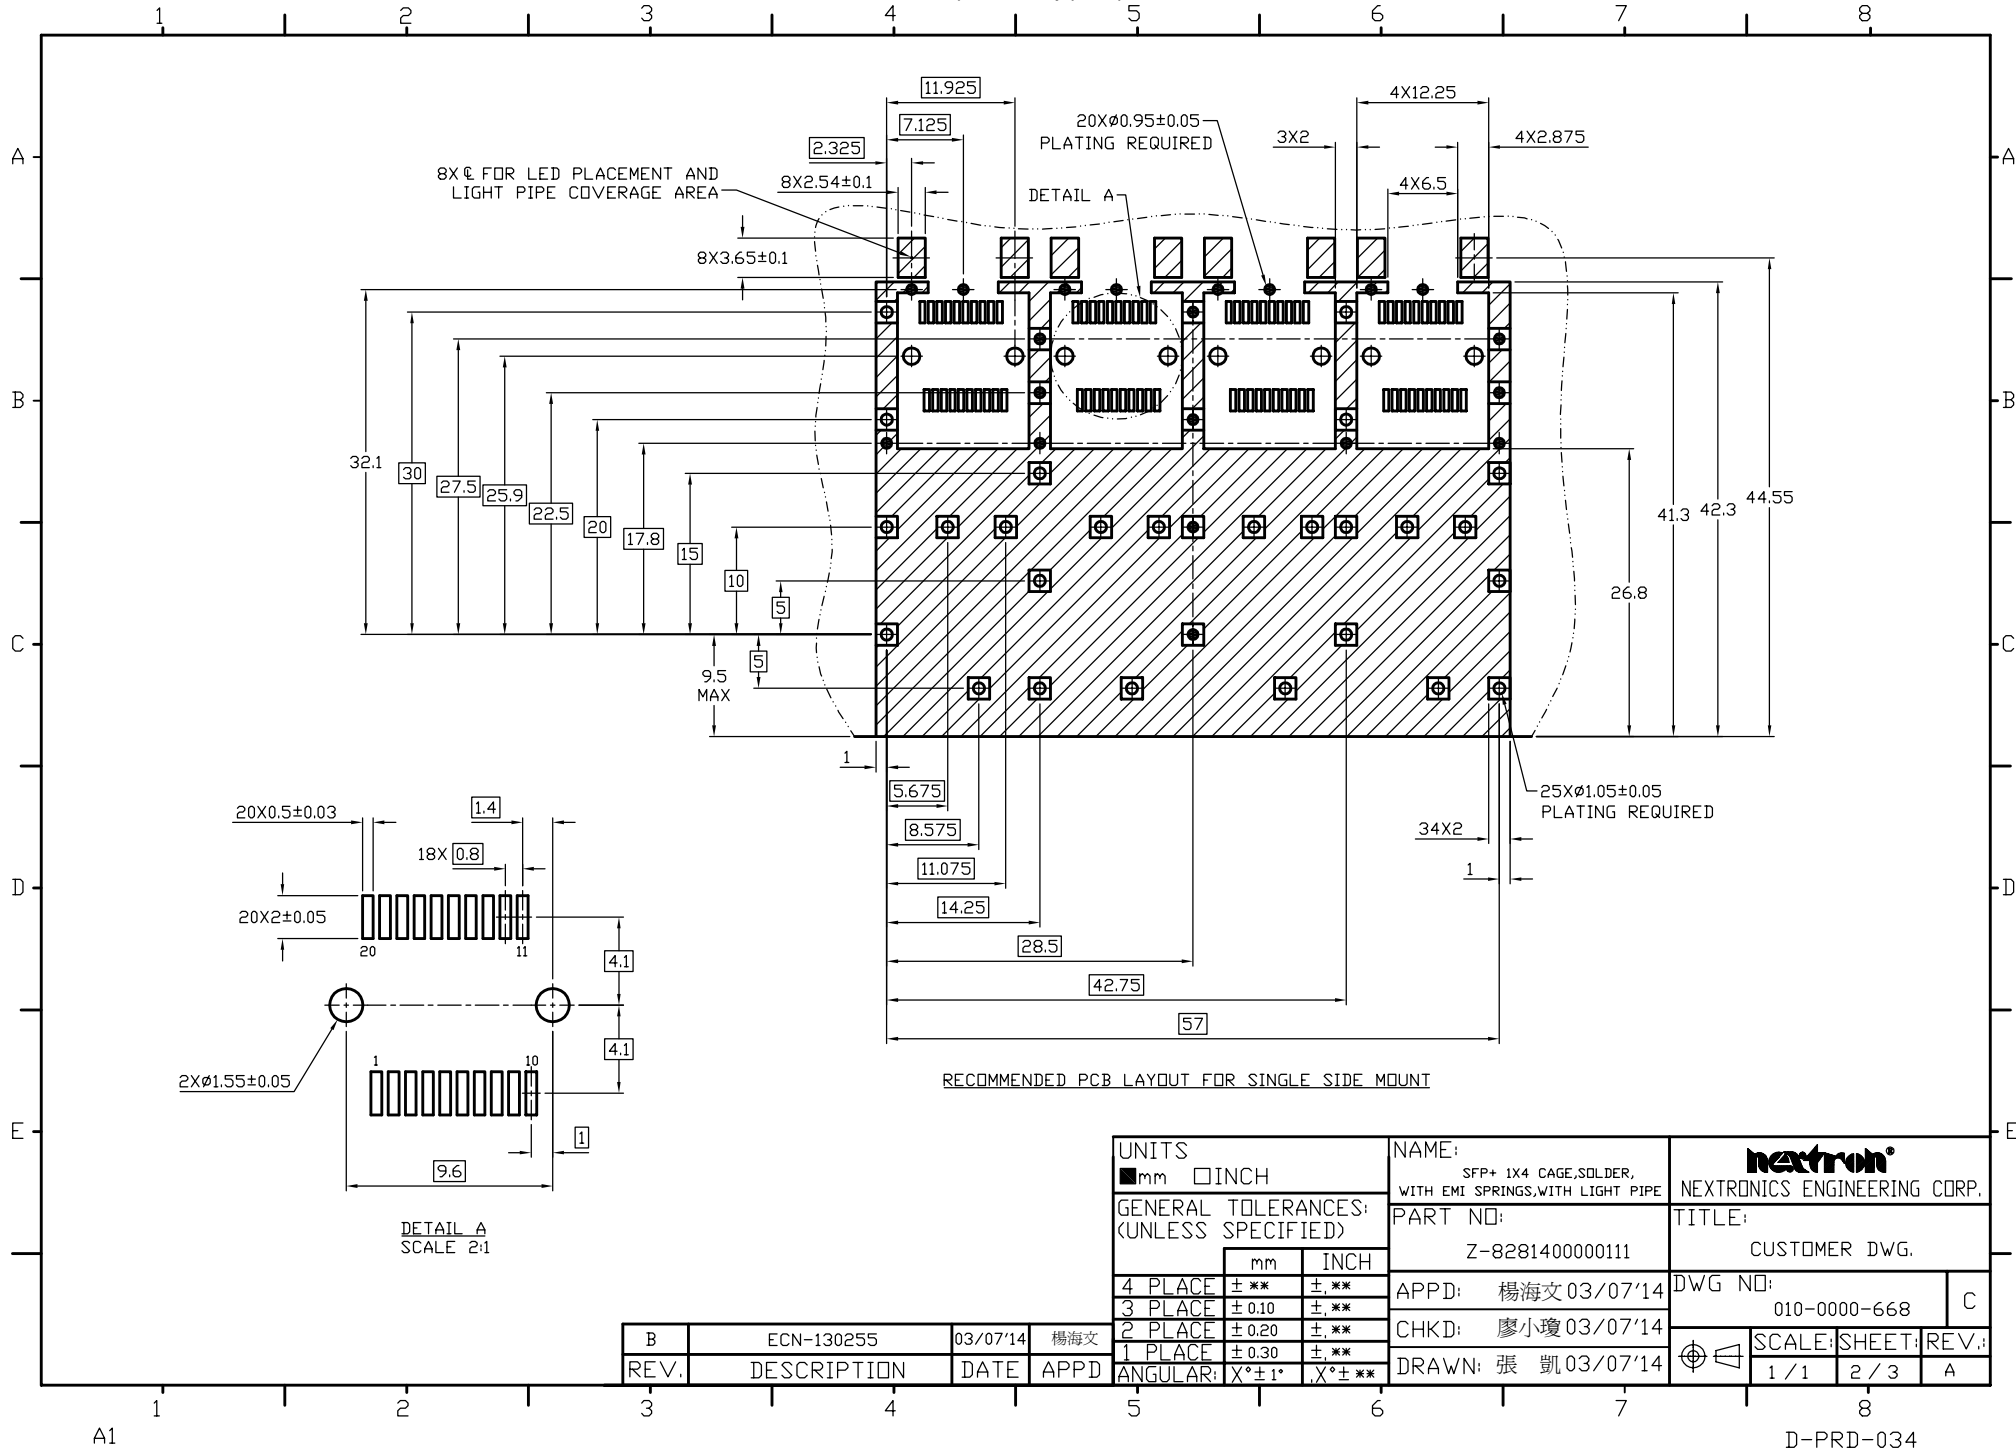 1 2 3 4 5 6 7 8
A
B
C
D
E
A
B
C
D
E
11.925
7.125
2.325
8X2.54±0.1
8X ℄ FOR LED PLACEMENT AND
LIGHT PIPE COVERAGE AREA
8X3.65±0.1
20XØ0.95±0.05
PLATING REQUIRED
DETAIL A
4X12.25
3X2
4X2.875
4X6.5
32.1
30
27.5
25.9
22.5
20
17.8
15
10
5
5
9.5
MAX
44.55
42.3
41.3
26.8
1
5.675
8.575
11.075
14.25
28.5
42.75
57
25XØ1.05±0.05
PLATING REQUIRED
34X2
1
RECOMMENDED PCB LAYOUT FOR SINGLE SIDE MOUNT
20X0.5±0.03
1.4
18X 0.8
20X2±0.05
20
11
4.1
4.1
2XØ1.55±0.05
1
10
1
9.6
DETAIL A
SCALE 2:1
UNITS
mm INCH
GENERAL TOLERANCES:
(UNLESS SPECIFIED)
mm INCH
4 PLACE ± ** ±. **
3 PLACE ± 0.10 ±. **
2 PLACE ± 0.20 ±. **
1 PLACE ± 0.30 ±. **
ANGULAR: X°± 1° .X°± **
NAME:
SFP+ 1X4 CAGE,SOLDER,
WITH EMI SPRINGS,WITH LIGHT PIPE
PART NO:
Z-8281400000111
APPD: 楊海文 03/07'14
CHKD: 廖小瓊 03/07'14
DRAWN: 張 凱 03/07'14
nextron®
NEXTRONICS ENGINEERING CORP.
TITLE:
CUSTOMER DWG.
DWG NO:
010-0000-668
C
SCALE: SHEET: REV.:
1 / 1 2 / 3 A
B ECN-130255 03/07'14 楊海文
REV. DESCRIPTION DATE APPD
1 2 3 4 5 6 7 8
A1
D-PRD-034